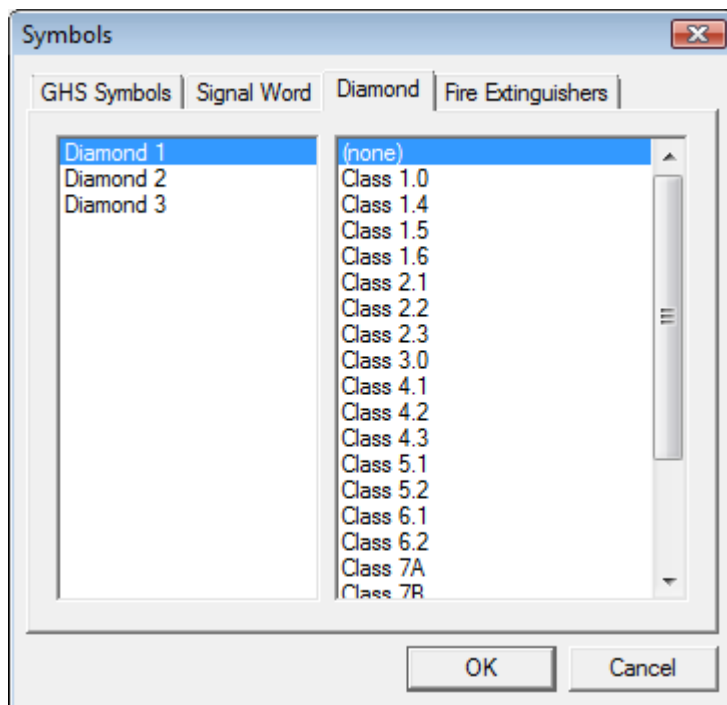 Symbols
GHS Symbols Signal Word Diamond Fire Extinguishers
Diamond 1
Diamond 2
Diamond 3
(none)
Class 1.0
Class 1.4
Class 1.5
Class 1.6
Class 2.1
Class 2.2
Class 2.3
Class 3.0
Class 4.1
Class 4.2
Class 4.3
Class 5.1
Class 5.2
Class 6.1
Class 6.2
Class 7A
Class 7B
OK Cancel